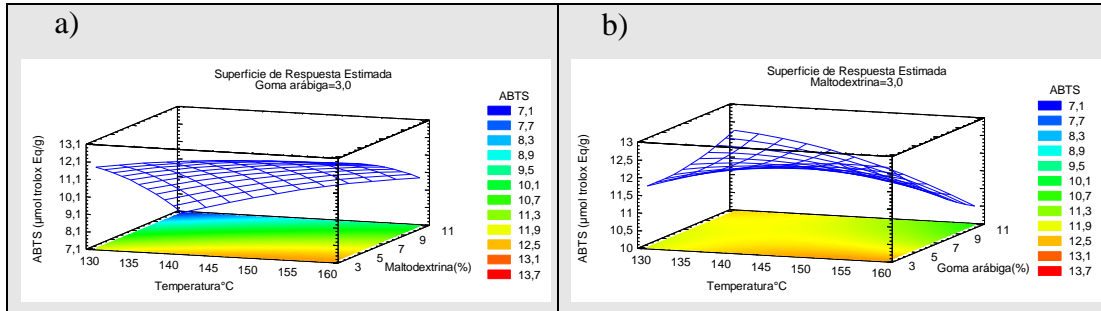 a)
Superficie de Respuesta Estimada
Goma arábiga=3,0
ABTS
7,1
7,7
8,3
8,9
9,5
10,1
10,7
11,3
11,9
12,5
13,1
13,7
ABTS (µmol trolox Eq/g)
13,1
12,1
11,1
10,1
9,1
8,1
7,1
130 135 140 145 150 155 160
Temperatura°C
3 5 7 9 11
Maltodextrina(%)
b)
Superficie de Respuesta Estimada
Maltodextrina=3,0
ABTS
7,1
7,7
8,3
8,9
9,5
10,1
10,7
11,3
11,9
12,5
13,1
13,7
ABTS (µmol trolox Eq/g)
13
12,5
12
11,5
11
10,5
10
130 135 140 145 150 155 160
Temperatura°C
3 5 7 9 11
Goma arábiga(%)